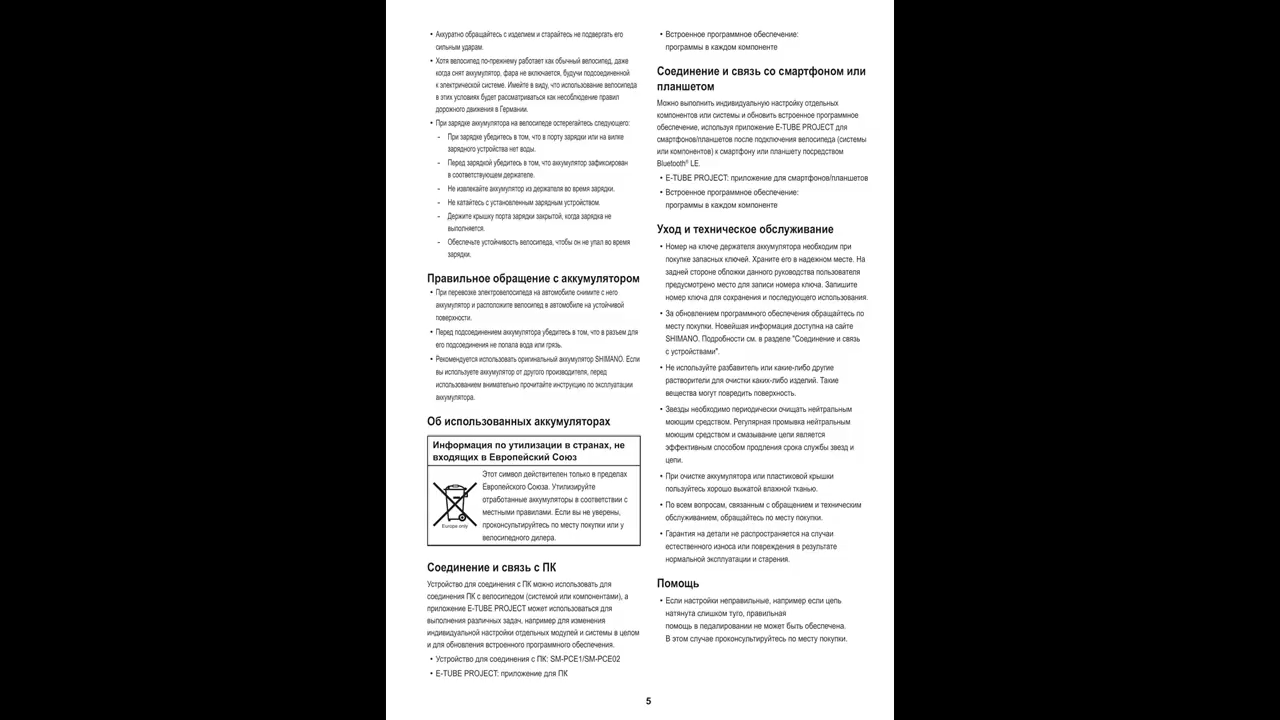 • Аккуратно обращайтесь с изделием и старайтесь не подвергать его
сильным ударам.
• Хотя велосипед по-прежнему работает как обычный велосипед, даже
когда снят аккумулятор, фара не включается, будучи подсоединенной
к электрической системе. Имейте в виду, что использование велосипеда
в этих условиях будет рассматриваться как несоблюдение правил
дорожного движения в Германии.
• При зарядке аккумулятора на велосипеде остерегайтесь следующего:
- При зарядке убедитесь в том, что в порту зарядки или на вилке
зарядного устройства нет воды.
- Перед зарядкой убедитесь в том, что аккумулятор зафиксирован
в соответствующем держателе.
- Не извлекайте аккумулятор из держателя во время зарядки.
- Не катайтесь с установленным зарядным устройством.
- Держите крышку порта зарядки закрытой, когда зарядка не
выполняется.
- Обеспечьте устойчивость велосипеда, чтобы он не упал во время
зарядки.
Правильное обращение с аккумулятором
• При перевозке электровелосипеда на автомобиле снимите с него
аккумулятор и расположите велосипед в автомобиле на устойчивой
поверхности.
• Перед подсоединением аккумулятора убедитесь в том, что в разъем для
его подсоединения не попала вода или грязь.
• Рекомендуется использовать оригинальный аккумулятор SHIMANO. Если
вы используете аккумулятор от другого производителя, перед
использованием внимательно прочитайте инструкцию по эксплуатации
аккумулятора.
Об использованных аккумуляторах
Информация по утилизации в странах, не
входящих в Европейский Союз
Этот символ действителен только в пределах
Европейского Союза. Утилизируйте
отработанные аккумуляторы в соответствии с
местными правилами. Если вы не уверены,
проконсультируйтесь по месту покупки или у
велосипедного дилера.
Europa only
Соединение и связь с ПК
Устройство для соединения с ПК можно использовать для
соединения ПК с велосипедом (системой или компонентами), а
приложение E-TUBE PROJECT может использоваться для
выполнения различных задач, например для изменения
индивидуальной настройки отдельных модулей и системы в целом
и для обновления встроенного программного обеспечения.
• Устройство для соединения с ПК: SM-PCE1/SM-PCE02
• E-TUBE PROJECT: приложение для ПК
• Встроенное программное обеспечение:
программы в каждом компоненте
Соединение и связь со смартфоном или
планшетом
Можно выполнить индивидуальную настройку отдельных
компонентов или системы и обновить встроенное программное
обеспечение, используя приложение E-TUBE PROJECT для
смартфонов/планшетов после подключения велосипеда (системы
или компонентов) к смартфону или планшету посредством
Bluetooth® LE.
• E-TUBE PROJECT: приложение для смартфонов/планшетов
• Встроенное программное обеспечение:
программы в каждом компоненте
Уход и техническое обслуживание
• Номер на ключе держателя аккумулятора необходим при
покупке запасных ключей. Храните его в надежном месте. На
задней стороне обложки данного руководства пользователя
предусмотрено место для записи номера ключа. Запишите
номер ключа для сохранения и последующего использования.
• За обновлением программного обеспечения обращайтесь по
месту покупки. Новейшая информация доступна на сайте
SHIMANO. Подробности см. в разделе "Соединение и связь
с устройствами".
• Не используйте разбавитель или какие-либо другие
растворители для очистки каких-либо изделий. Такие
вещества могут повредить поверхность.
• Звезды необходимо периодически очищать нейтральным
моющим средством. Регулярная промывка нейтральным
моющим средством и смазывание цепи является
эффективным способом продления срока службы звезд и
цепи.
• При очистке аккумулятора или пластиковой крышки
пользуйтесь хорошо выжатой влажной тканью.
• По всем вопросам, связанным с обращением и техническим
обслуживанием, обращайтесь по месту покупки.
• Гарантия на детали не распространяется на случаи
естественного износа или повреждения в результате
нормальной эксплуатации и старения.
Помощь
• Если настройки неправильные, например если цепь
натянута слишком туго, правильная
помощь в педалировании не может быть обеспечена.
В этом случае проконсультируйтесь по месту покупки.
5